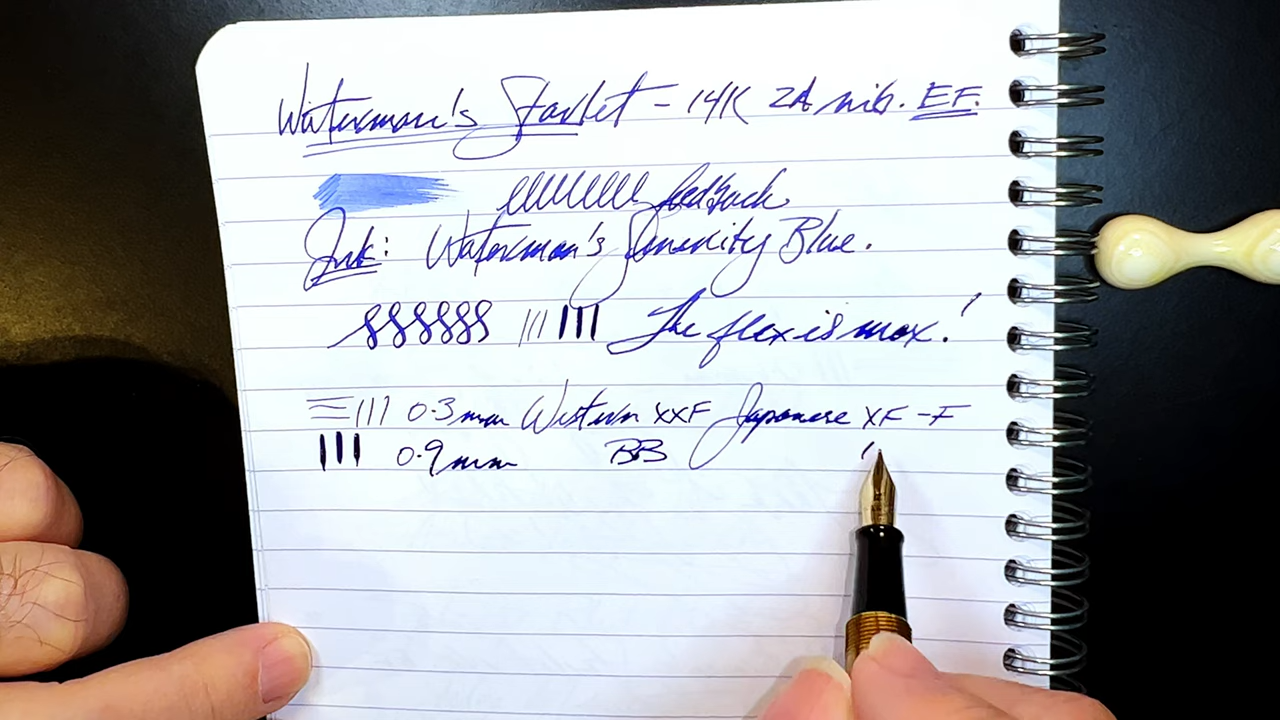 Waterman's Starlet - 14K 2A nib. EF.
feedback
Ink: Waterman's Serenity Blue.
The flex is max!
0.3mm Western XXF Japanese XF-F
0.9mm BB "